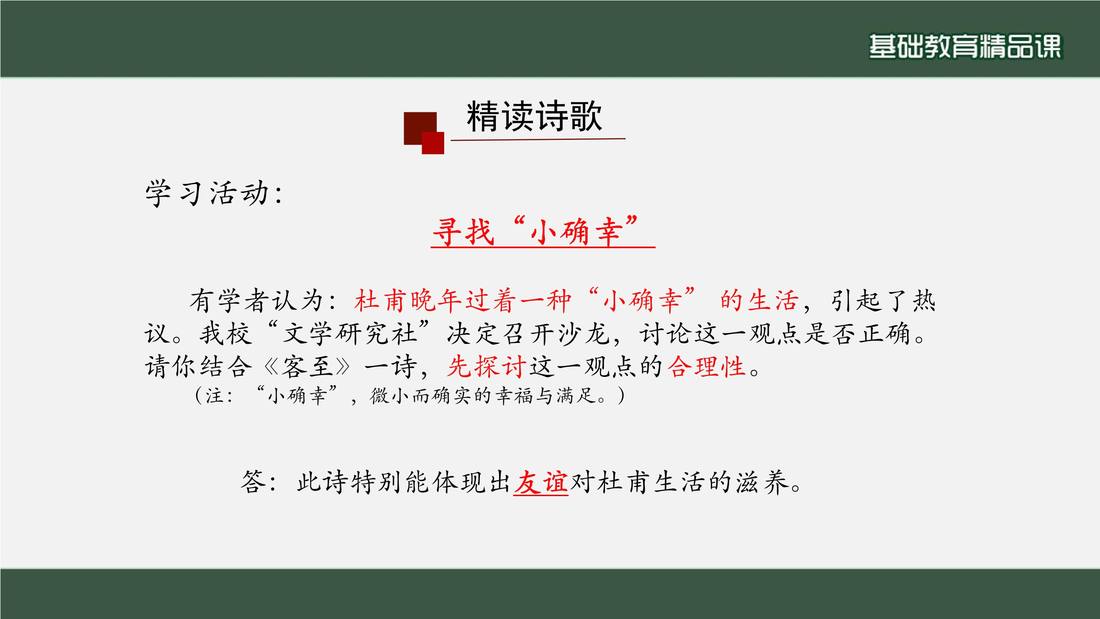 基础教育精品课
精读诗歌
学习活动：
寻找“小确幸”
有学者认为：杜甫晚年过着一种“小确幸” 的生活，引起了热
议。我校“文学研究社”决定召开沙龙，讨论这一观点是否正确。
请你结合《客至》一诗，先探讨这一观点的合理性。
（注：“小确幸”，微小而确实的幸福与满足。）
答：此诗特别能体现出友谊对杜甫生活的滋养。